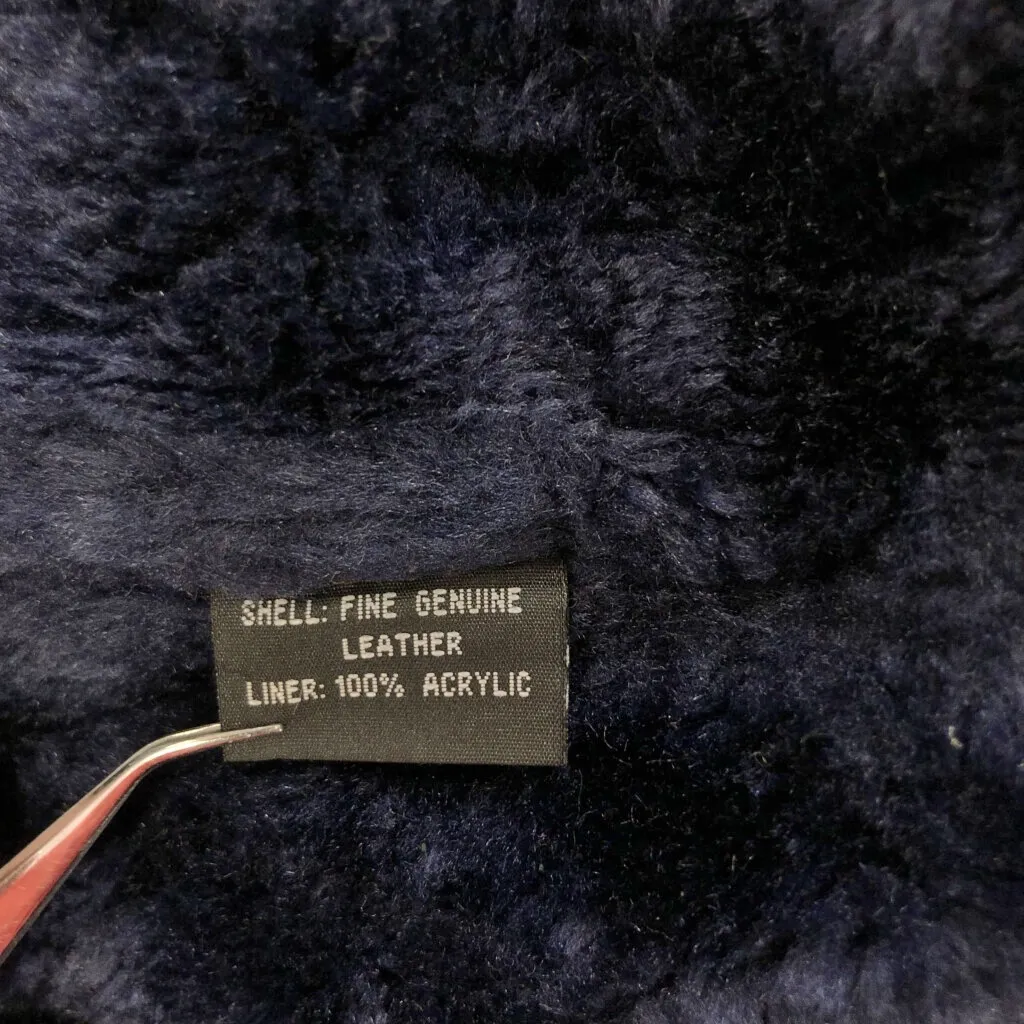 SHELL: FINE GENUINE
LEATHER
LINER: 100% ACRYLIC